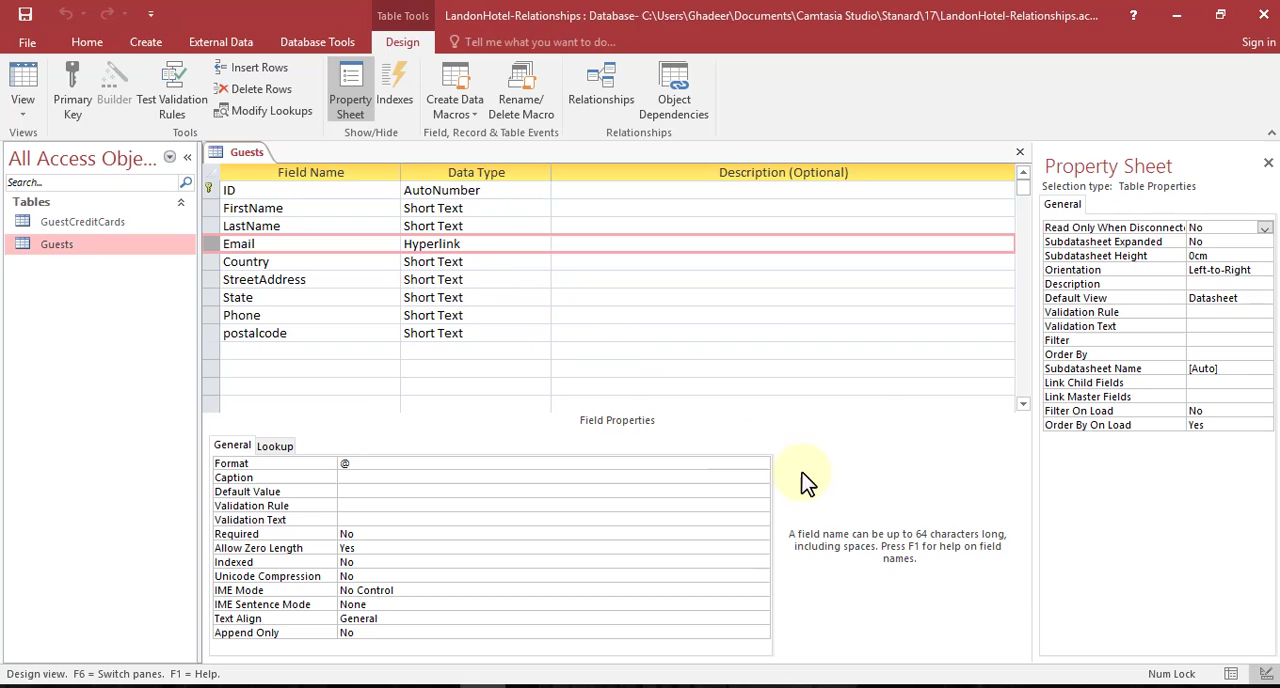 Table Tools
LandonHotel-Relationships : Database- C:\Users\Ghadeer\Documents\Camtasia Studio\Stanard\17\LandonHotel-Relationships.ac...
?
File Home Create External Data Database Tools Design Tell me what you want to do... Sign in
View
Views
Primary Key
Builder
Test Validation Rules
Insert Rows
Delete Rows
Modify Lookups
Tools
Property Sheet
Indexes
Show/Hide
Create Data Macros
Rename/ Delete Macro
Field, Record & Table Events
Relationships
Object Dependencies
Relationships
All Access Obje...
Search...
Tables
GuestCreditCards
Guests
Guests
Field Name Data Type Description (Optional)
ID AutoNumber
FirstName Short Text
LastName Short Text
Email Hyperlink
Country Short Text
StreetAddress Short Text
State Short Text
Phone Short Text
postalcode Short Text
Field Properties
General Lookup
Format @
Caption
Default Value
Validation Rule
Validation Text
Required No
Allow Zero Length Yes
Indexed No
Unicode Compression No
IME Mode No Control
IME Sentence Mode None
Text Align General
Append Only No
A field name can be up to 64 characters long,
including spaces. Press F1 for help on field
names.
Property Sheet
Selection type: Table Properties
General
Read Only When Disconnecte No
Subdatasheet Expanded No
Subdatasheet Height 0cm
Orientation Left-to-Right
Description
Default View Datasheet
Validation Rule
Validation Text
Filter
Order By
Subdatasheet Name [Auto]
Link Child Fields
Link Master Fields
Filter On Load No
Order By On Load Yes
Design view. F6 = Switch panes. F1 = Help.
Num Lock